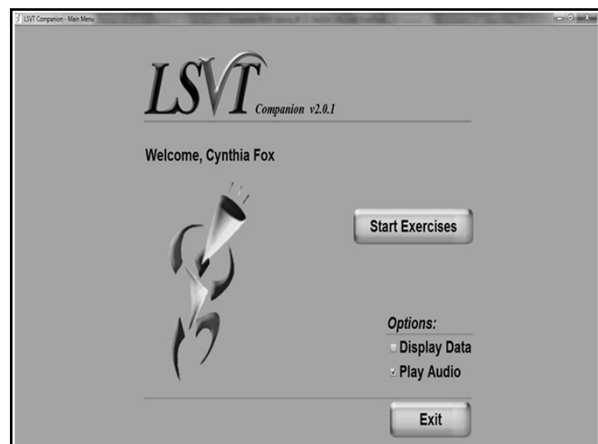 LSVT Companion - Main Menu
LSVT Companion v2.0.1
Welcome, Cynthia Fox
Start Exercises
Options:
Display Data
Play Audio
Exit